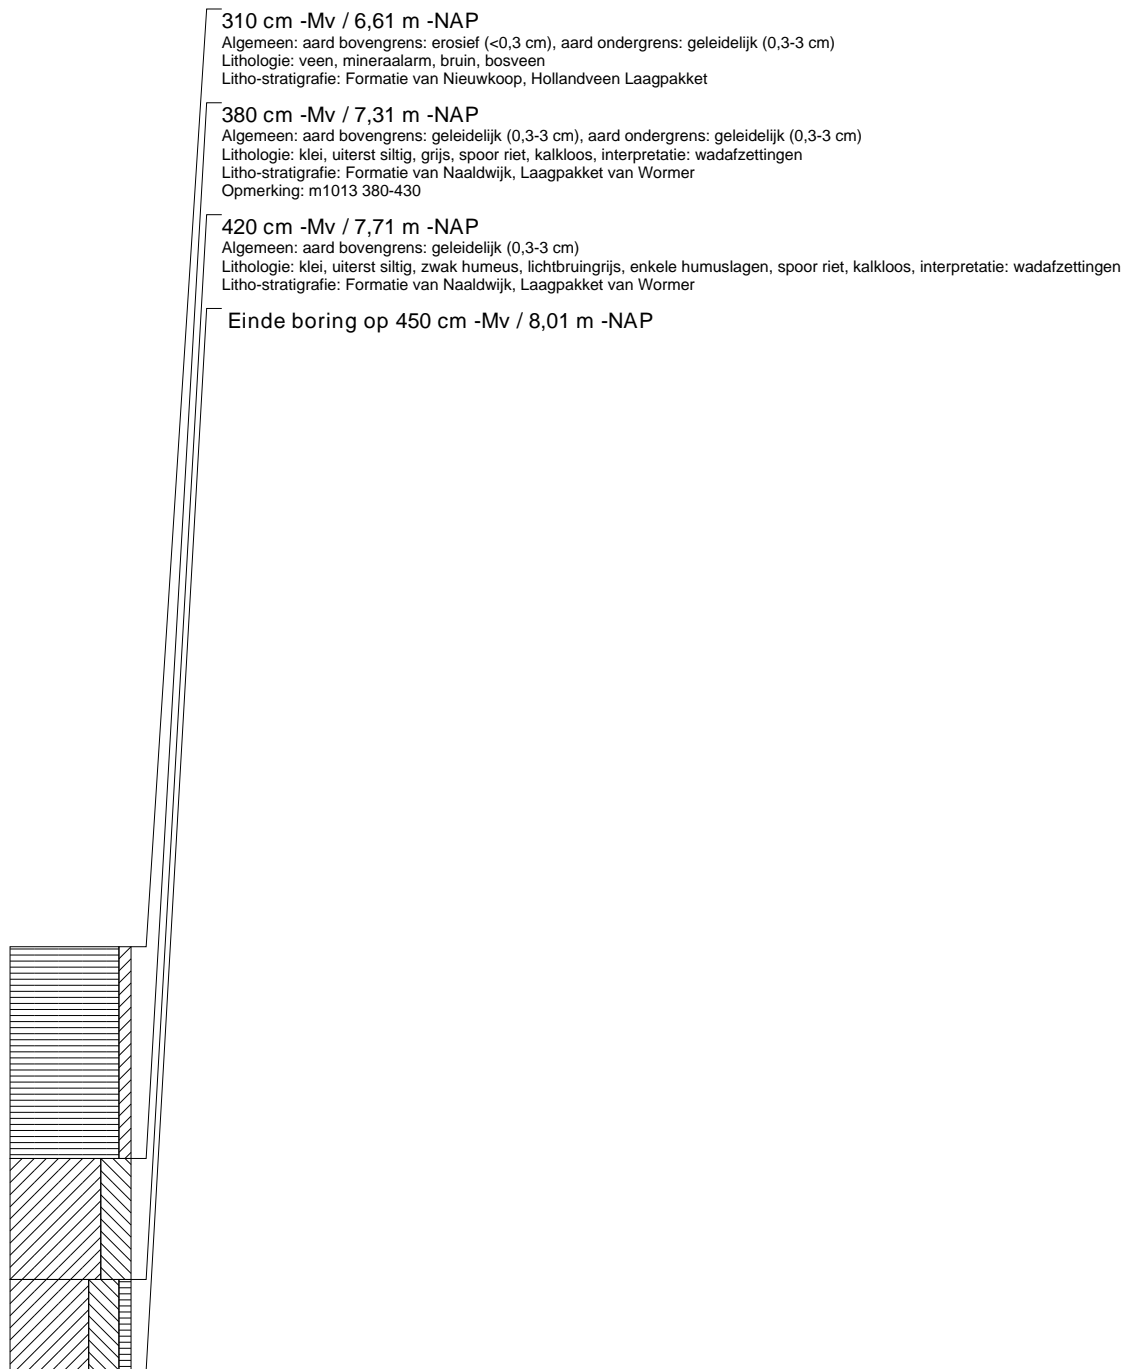 310 cm -Mv / 6,61 m -NAP
Algemeen: aard bovengrens: erosief (<0,3 cm), aard ondergrens: geleidelijk (0,3-3 cm)
Lithologie: veen, mineraalarm, bruin, bosveen
Litho-stratigrafie: Formatie van Nieuwkoop, Hollandveen Laagpakket
380 cm -Mv / 7,31 m -NAP
Algemeen: aard bovengrens: geleidelijk (0,3-3 cm), aard ondergrens: geleidelijk (0,3-3 cm)
Lithologie: klei, uiterst siltig, grijs, spoor riet, kalkloos, interpretatie: wadafzettingen
Litho-stratigrafie: Formatie van Naaldwijk, Laagpakket van Wormer
Opmerking: m1013 380-430
420 cm -Mv / 7,71 m -NAP
Algemeen: aard bovengrens: geleidelijk (0,3-3 cm)
Lithologie: klei, uiterst siltig, zwak humeus, lichtbruingrijs, enkele humuslagen, spoor riet, kalkloos, interpretatie: wadafzettingen
Litho-stratigrafie: Formatie van Naaldwijk, Laagpakket van Wormer
Einde boring op 450 cm -Mv / 8,01 m -NAP